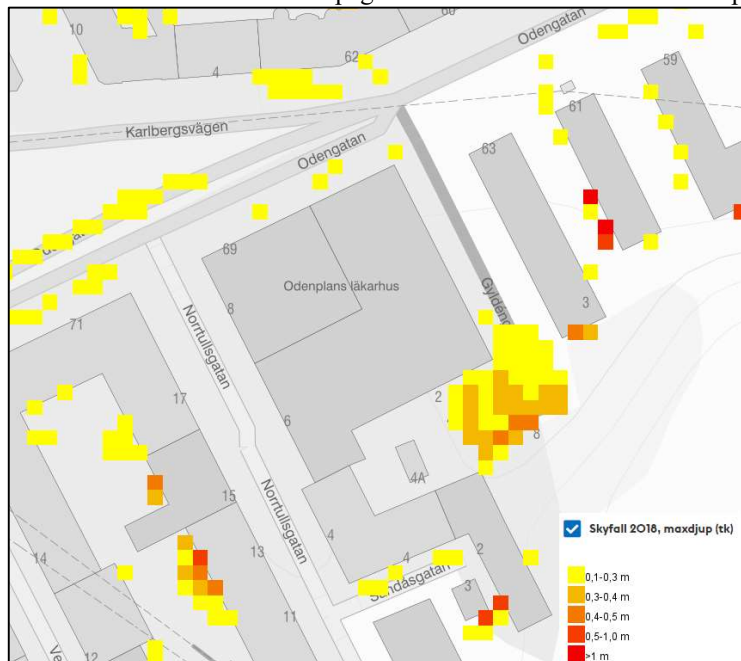 60
10
Odengatan
62
4
59
61
Karlbergsvägen
63
Odengatan
69
Odenplans läkarhus
8
3
71
Norrtullsgatan
17
2
6
8
4A
15
Norrtullsgatan
4
4
2
14
13
Sandåsgatan
3
11
12
Skyfall 2018, maxdjup (tk)
0,1-0,3 m
0,3-0,4 m
0,4-0,5 m
0,5-1,0 m
>1 m